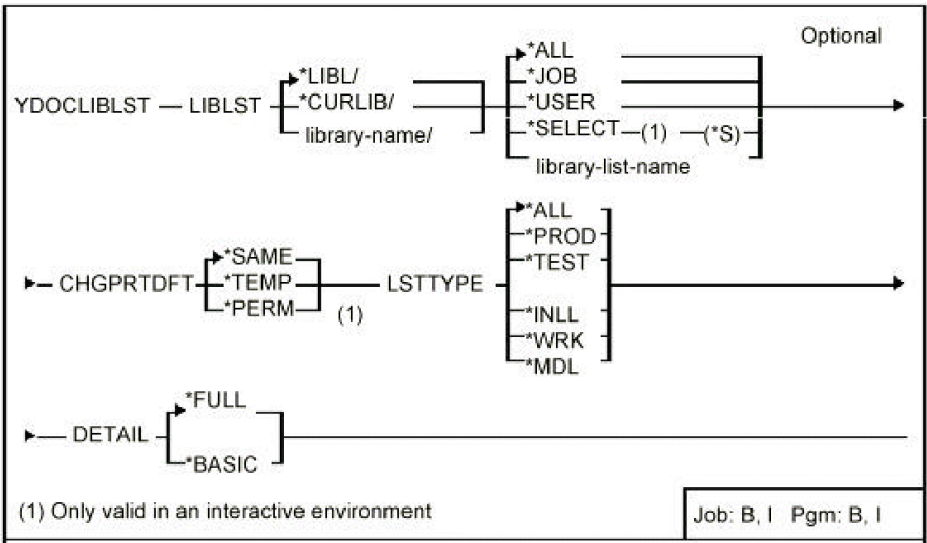 Optional
*ALL
*LIBL/ *JOB
YDOCLIBLST LIBLST *CURLIB/ *USER
library-name/ *SELECT (1) (*S)
library-list-name
*ALL
*PROD
*SAME *TEST
CHGPRTDFT *TEMP LSTTYPE
*PERM (1) *INLL
*WRK
*MDL
*FULL
DETAIL
*BASIC
(1) Only valid in an interactive environment
Job: B, I Pgm: B, I